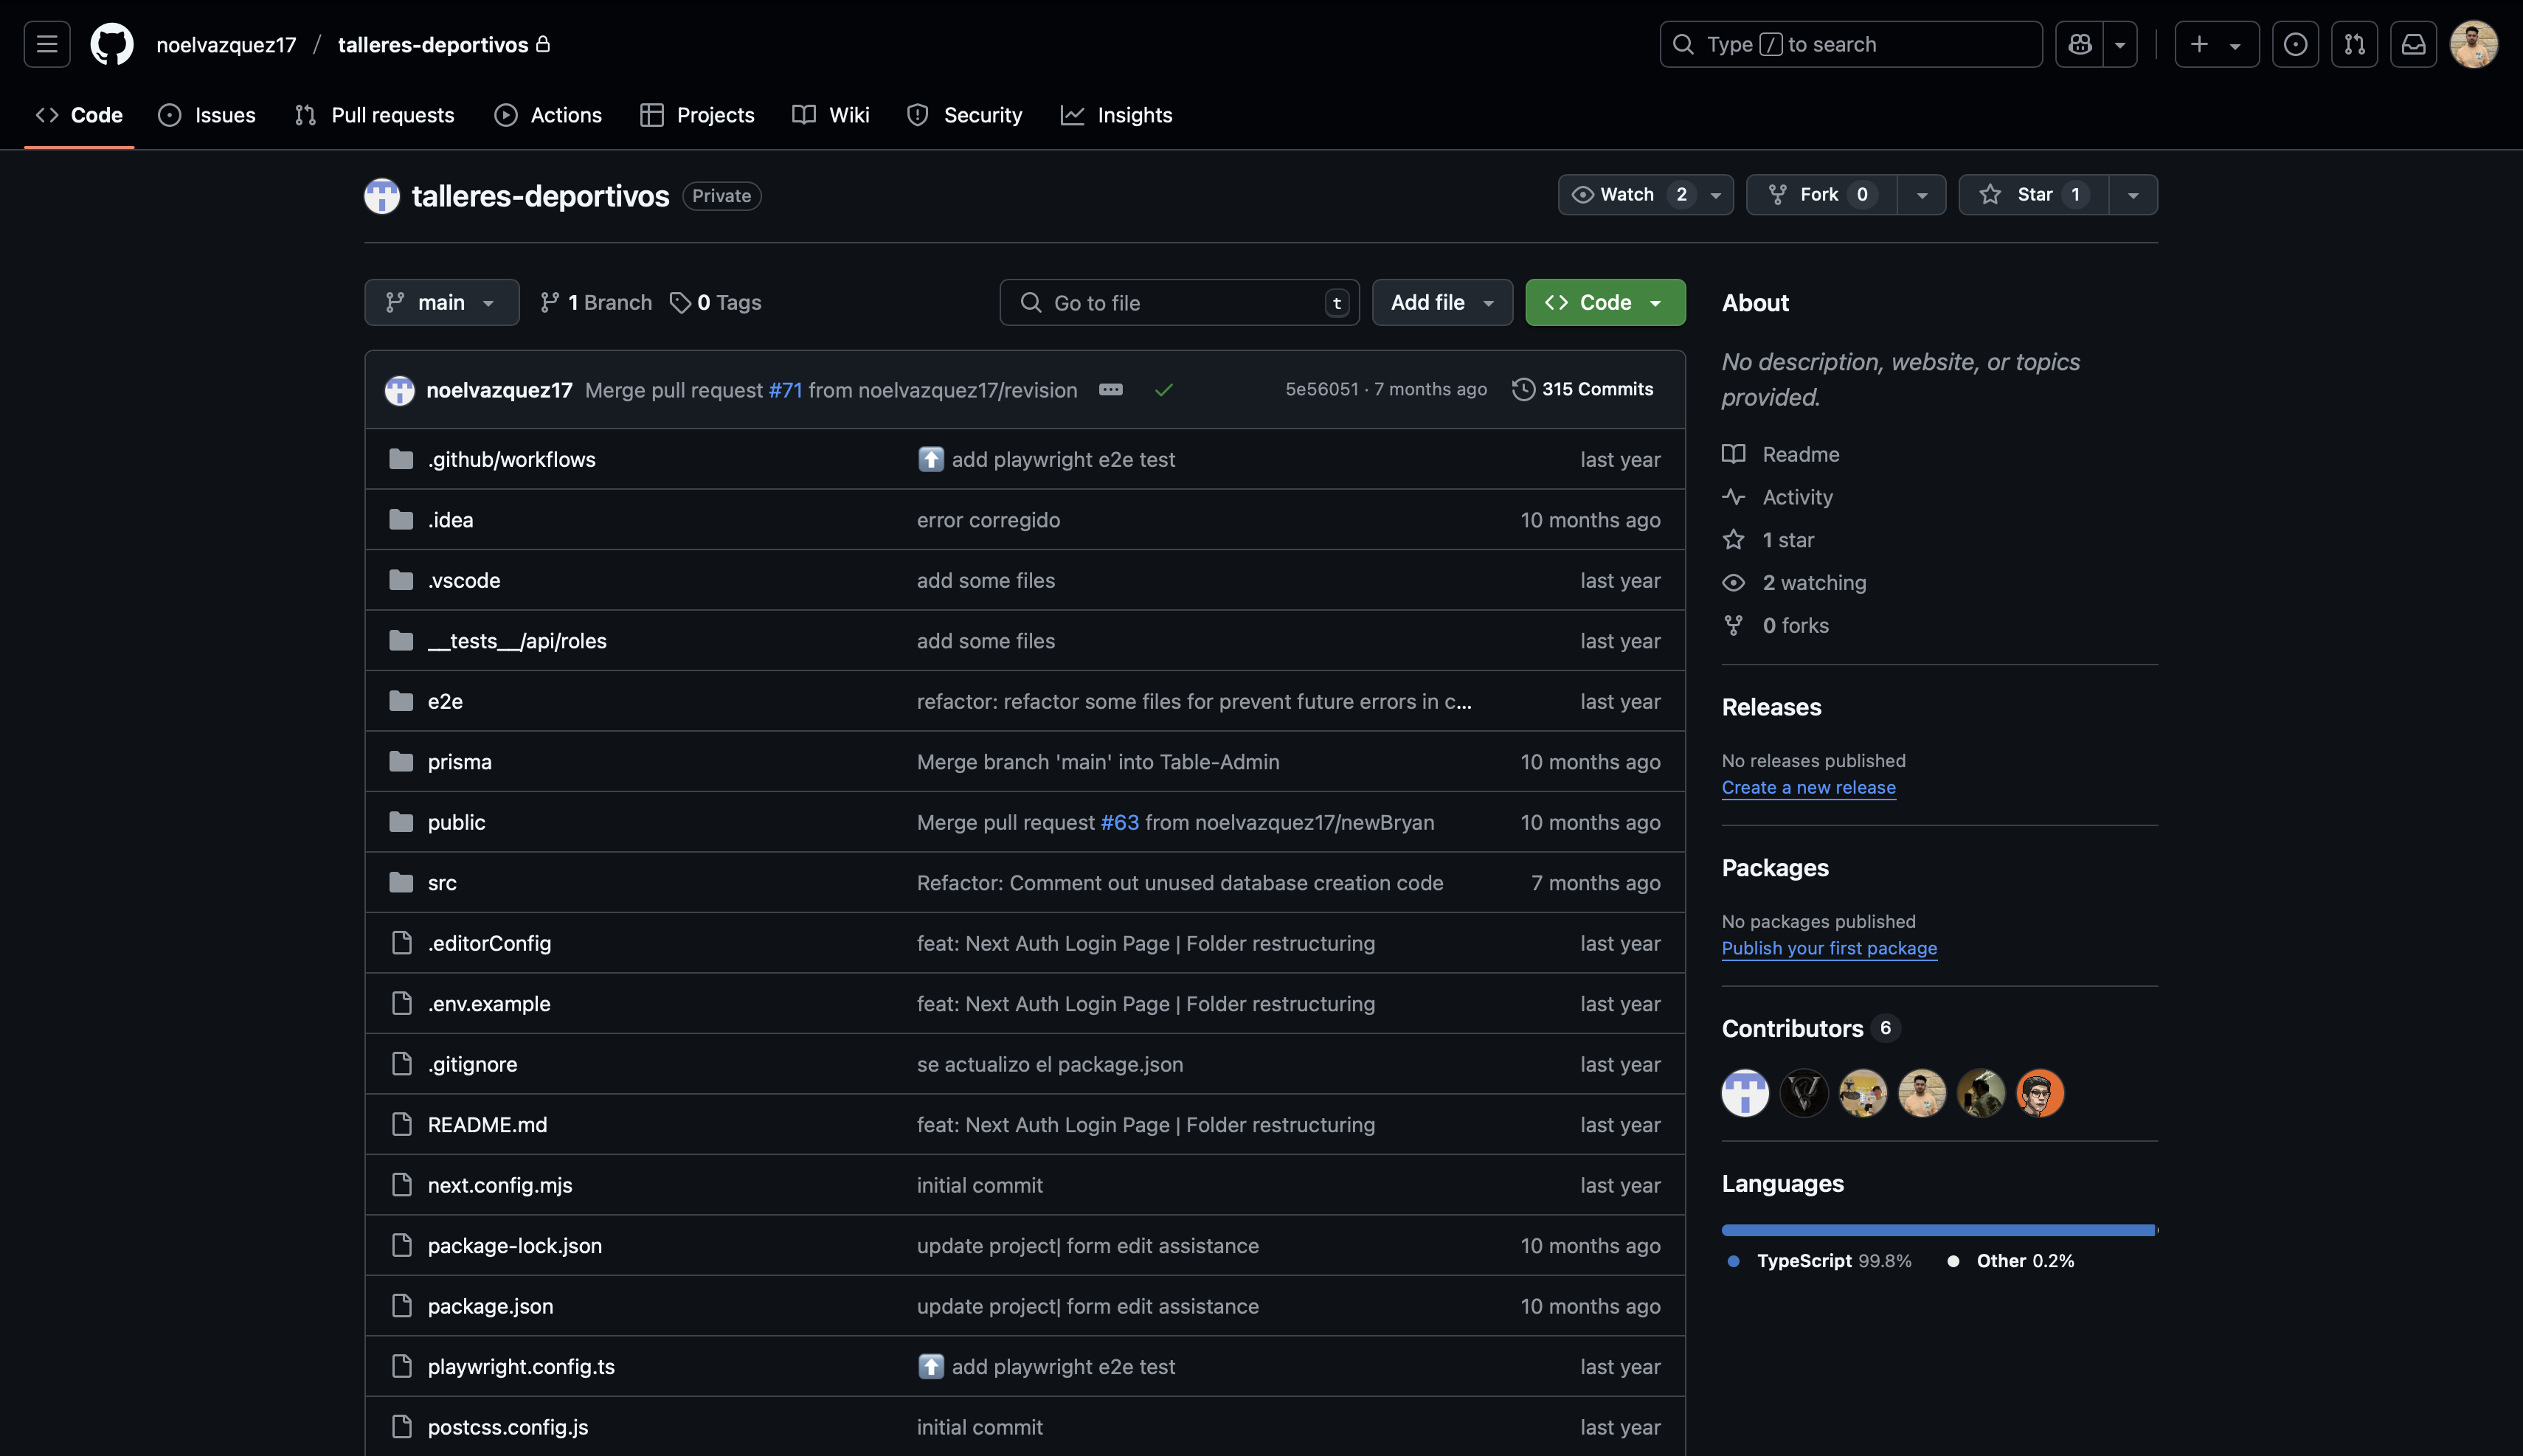 noelvazquez17 / talleres-deportivos
Type / to search
Code Issues Pull requests Actions Projects Wiki Security Insights
talleres-deportivos Private
Watch 2 Fork 0 Star 1
main 1 Branch 0 Tags
Go to file t Add file Code
noelvazquez17 Merge pull request #71 from noelvazquez17/revision 5e56051 · 7 months ago 315 Commits
.github/workflows ⬆️ add playwright e2e test last year
.idea error corregido 10 months ago
.vscode add some files last year
__tests__/api/roles add some files last year
e2e refactor: refactor some files for prevent future errors in c... last year
prisma Merge branch 'main' into Table-Admin 10 months ago
public Merge pull request #63 from noelvazquez17/newBryan 10 months ago
src Refactor: Comment out unused database creation code 7 months ago
.editorConfig feat: Next Auth Login Page | Folder restructuring last year
.env.example feat: Next Auth Login Page | Folder restructuring last year
.gitignore se actualizo el package.json last year
README.md feat: Next Auth Login Page | Folder restructuring last year
next.config.mjs initial commit last year
package-lock.json update project| form edit assistance 10 months ago
package.json update project| form edit assistance 10 months ago
playwright.config.ts ⬆️ add playwright e2e test last year
postcss.config.js initial commit last year
About
No description, website, or topics
provided.
Readme
Activity
1 star
2 watching
0 forks
Releases
No releases published
Create a new release
Packages
No packages published
Publish your first package
Contributors 6
Languages
TypeScript 99.8% Other 0.2%